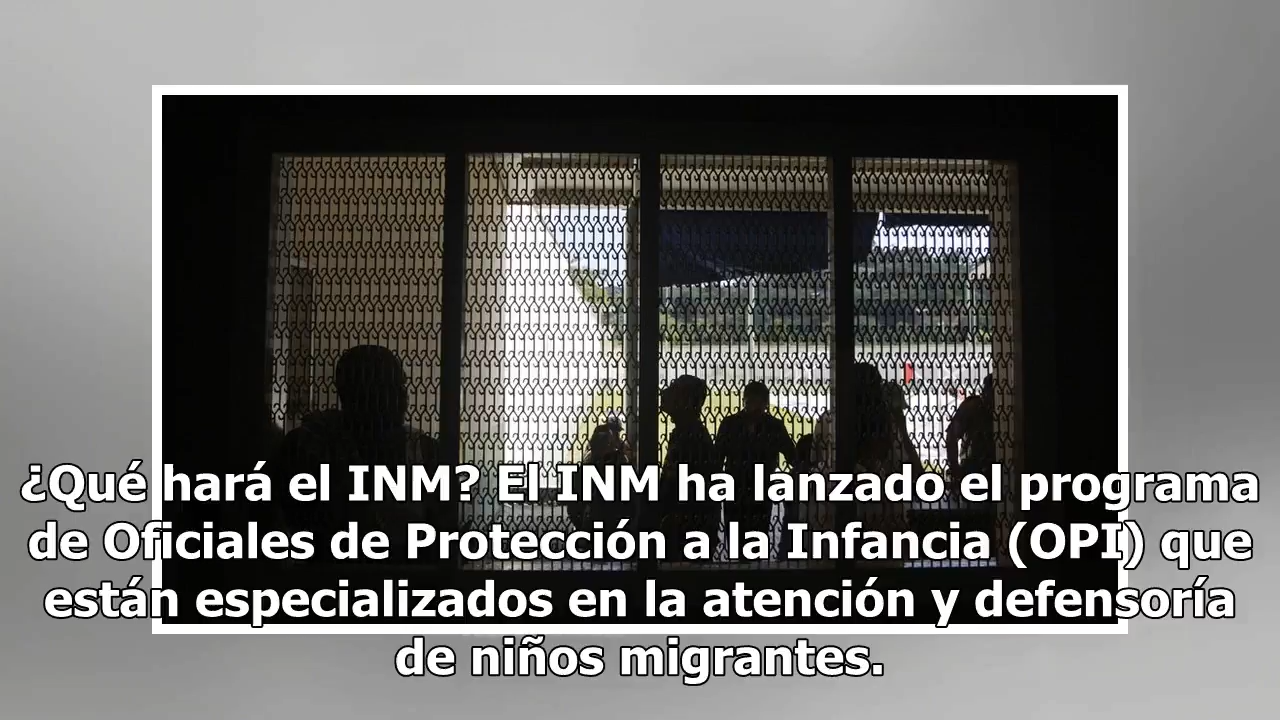 ¿Qué hará el INM? El INM ha lanzado el programa
de Oficiales de Protección a la Infancia (OPI) que
están especializados en la atención y defensoría
de niños migrantes.